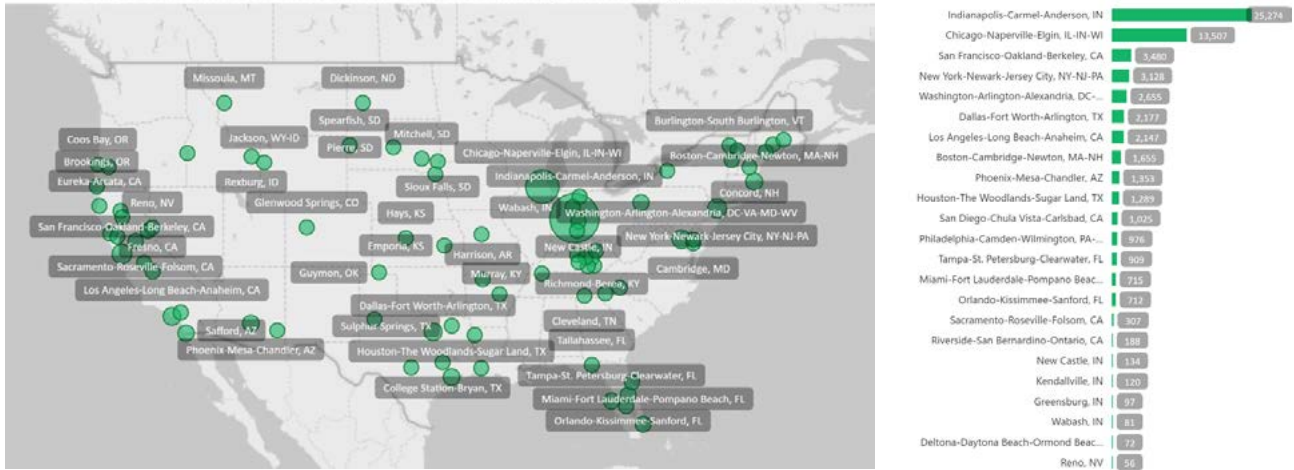 Missoula, MT
Dickinson, ND
Spearfish, SD
Mitchell, SD
Burlington-South Burlington, VT
Coos Bay, OR
Jackson, WY-ID
Pierre, SD
Chicago-Naperville-Elgin, IL-IN-WI
Boston-Cambridge-Newton, MA-NH
Brookings, OR
Eureka-Arcata, CA
Rexburg, ID
Sioux Falls, SD
Indianapolis-Carmel-Anderson, IN
Concord, NH
Reno, NV
Glenwood Springs, CO
Hays, KS
Wabash, IN
Washington-Arlington-Alexandria, DC-VA-MD-WV
San Francisco-Oakland-Berkeley, CA
Fresno, CA
Emporia, KS
Harrison, AR
New Castle, IN
New York-Newark-Jersey City, NY-NJ-PA
Sacramento-Roseville-Folsom, CA
Guymon, OK
Murray, KY
Cambridge, MD
Los Angeles-Long Beach-Anaheim, CA
Richmond-Berea, KY
Dallas-Fort Worth-Arlington, TX
Safford, AZ
Sulphur Springs, TX
Cleveland, TN
Tallahassee, FL
Phoenix-Mesa-Chandler, AZ
Houston-The Woodlands-Sugar Land, TX
Tampa-St. Petersburg-Clearwater, FL
College Station-Bryan, TX
Miami-Fort Lauderdale-Pompano Beach, FL
Orlando-Kissimmee-Sanford, FL
Indianapolis-Carmel-Anderson, IN 25,274
Chicago-Naperville-Elgin, IL-IN-WI 13,507
San Francisco-Oakland-Berkeley, CA 3,480
New York-Newark-Jersey City, NY-NJ-PA 3,128
Washington-Arlington-Alexandria, DC-... 2,655
Dallas-Fort Worth-Arlington, TX 2,177
Los Angeles-Long Beach-Anaheim, CA 2,147
Boston-Cambridge-Newton, MA-NH 1,655
Phoenix-Mesa-Chandler, AZ 1,353
Houston-The Woodlands-Sugar Land, TX 1,289
San Diego-Chula Vista-Carlsbad, CA 1,025
Philadelphia-Camden-Wilmington, PA-... 976
Tampa-St. Petersburg-Clearwater, FL 909
Miami-Fort Lauderdale-Pompano Beac... 715
Orlando-Kissimmee-Sanford, FL 712
Sacramento-Roseville-Folsom, CA 307
Riverside-San Bernardino-Ontario, CA 188
New Castle, IN 134
Kendallville, IN 120
Greensburg, IN 97
Wabash, IN 81
Deltona-Daytona Beach-Ormond Beac... 72
Reno, NV 56